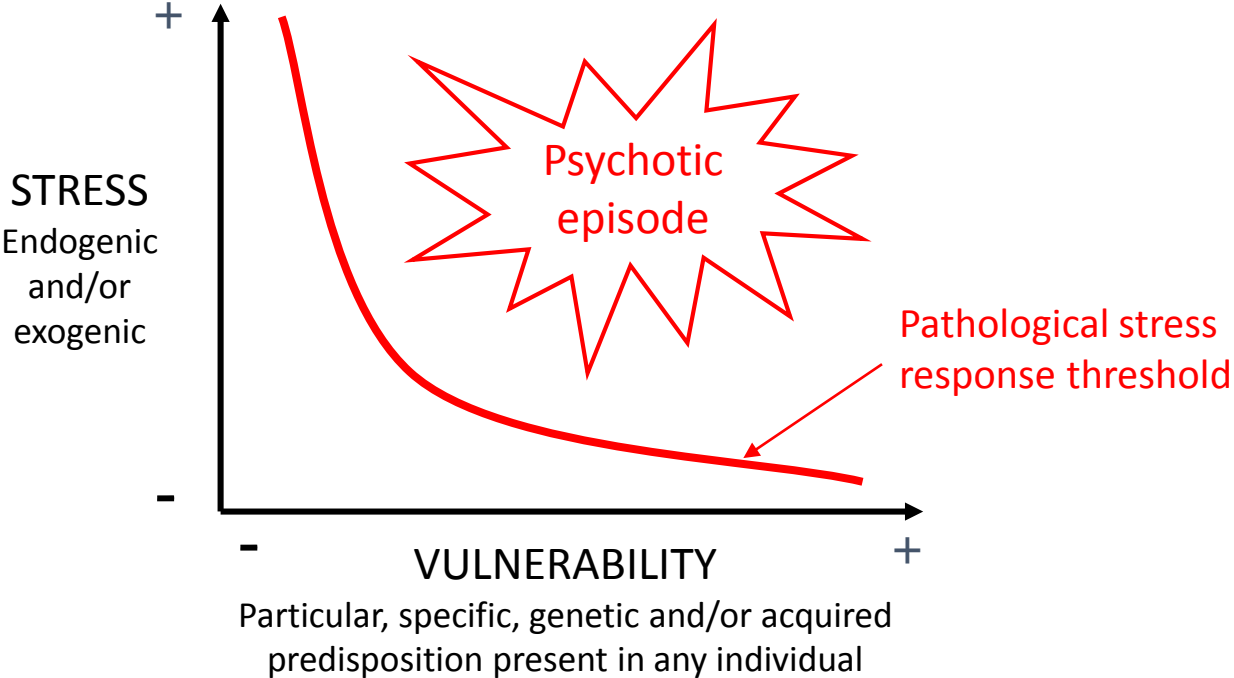 +
STRESS
Endogenic
and/or
exogenic
-
Psychotic
episode
Pathological stress
response threshold
-
VULNERABILITY
+
Particular, specific, genetic and/or acquired
predisposition present in any individual